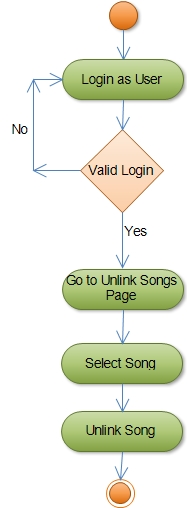 Login as User
No
Valid Login
Yes
Go to Unlink Songs
Page
Select Song
Unlink Song